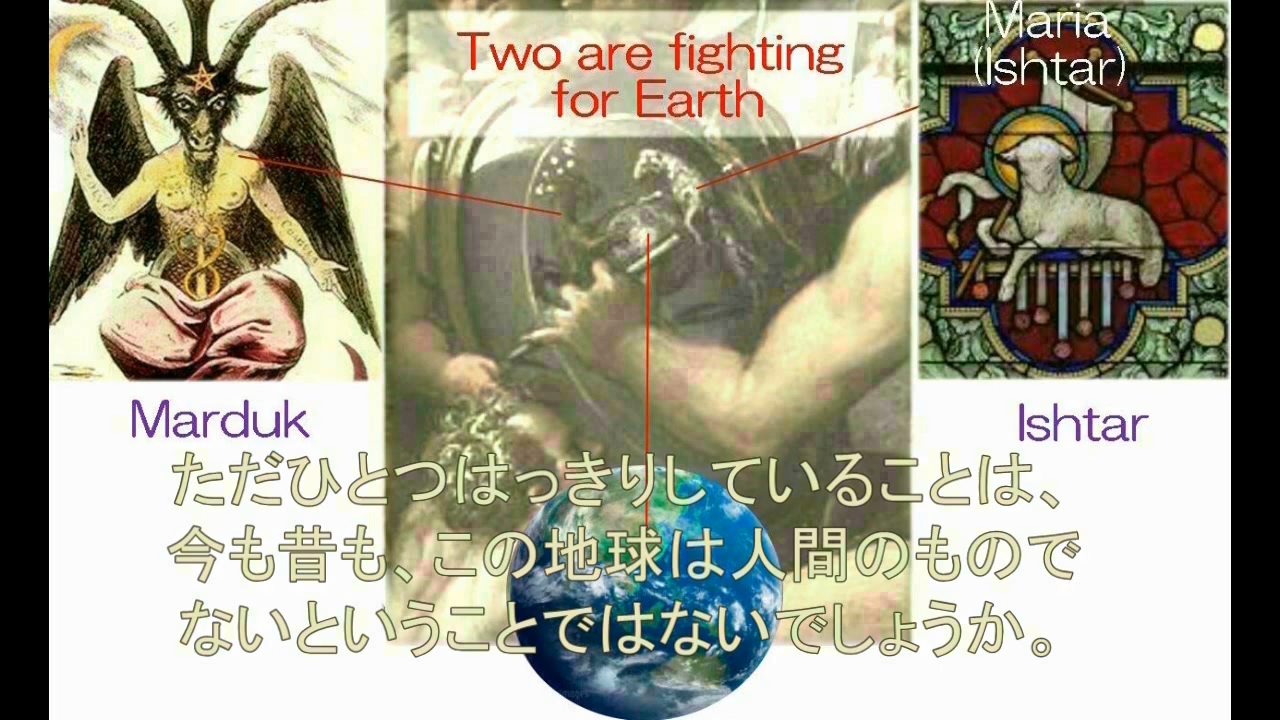 Two are fighting
for Earth
Maria
(Ishtar)
Marduk
Ishtar
ただひとつはっきりしていることは、
今も昔も、この地球は人間のもので
ないということではないでしょうか。